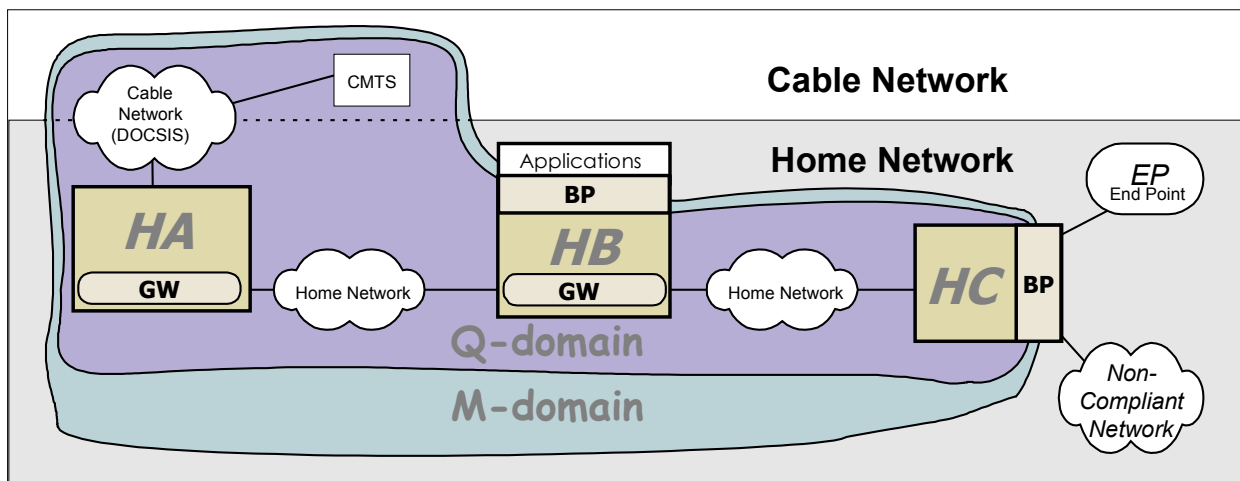 Cable Network
Cable
Network
(DOCSIS)
CMTS
Home Network
Applications
BP
HB
GW
HA
GW
Home Network
Home Network
HC
BP
EP
End Point
Non-
Compliant
Network
Q-domain
M-domain